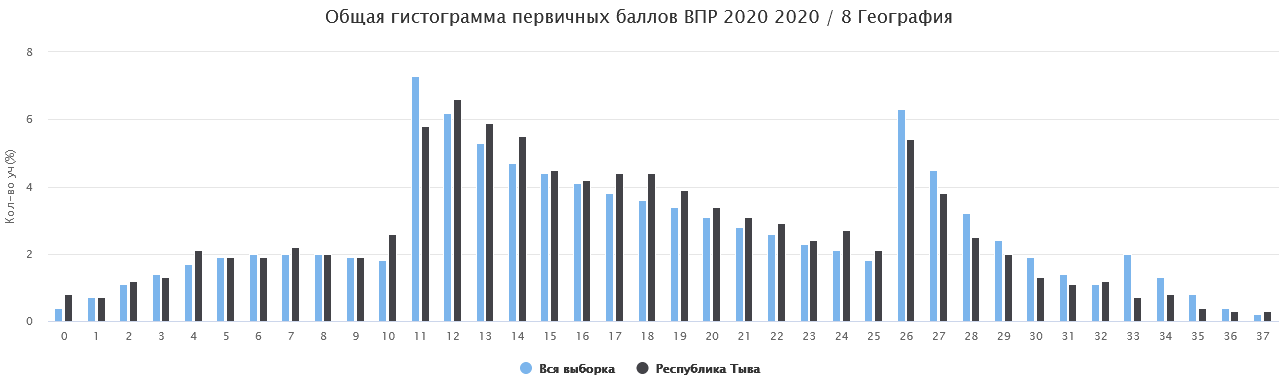 Общая гистограмма первичных баллов ВПР 2020 2020 / 8 География
8
6
4
2
0
Кол-во уч(%)
0 1 2 3 4 5 6 7 8 9 10 11 12 13 14 15 16 17 18 19 20 21 22 23 24 25 26 27 28 29 30 31 32 33 34 35 36 37
Вся выборка Республика Тыва